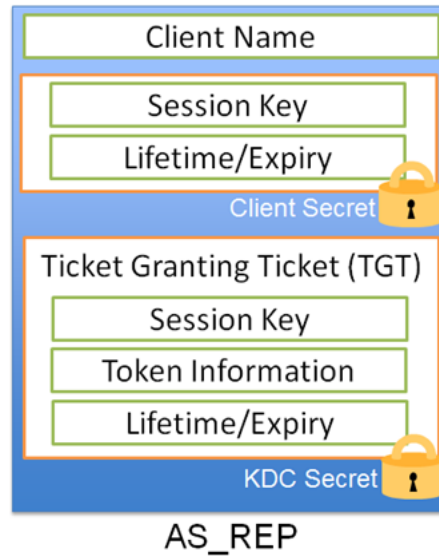 Client Name
Session Key
Lifetime/Expiry
Client Secret
Ticket Granting Ticket (TGT)
Session Key
Token Information
Lifetime/Expiry
KDC Secret
AS_REP